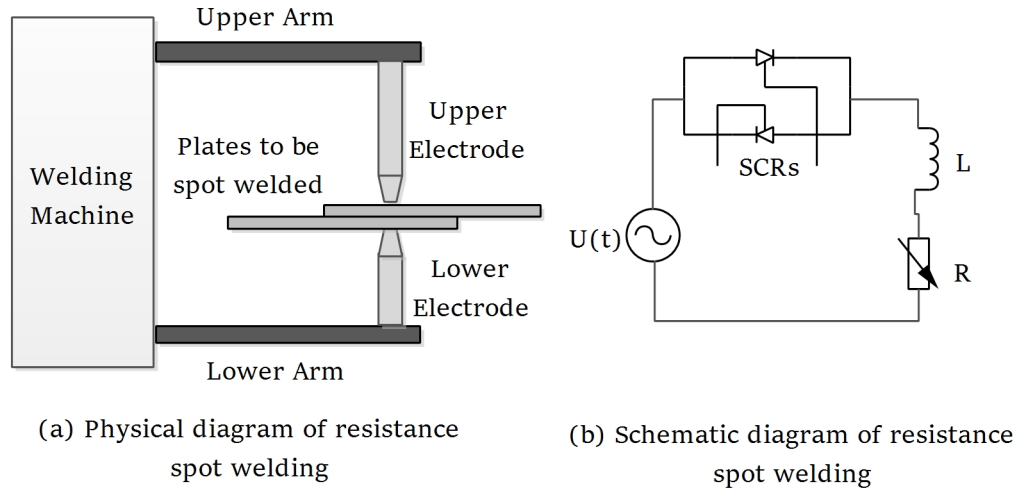 Upper Arm
Upper
Electrode
Plates to be
spot welded
Welding
Machine
Lower
Electrode
Lower Arm
(a) Physical diagram of resistance
spot welding
SCRs
L
U(t)
R
(b) Schematic diagram of resistance
spot welding